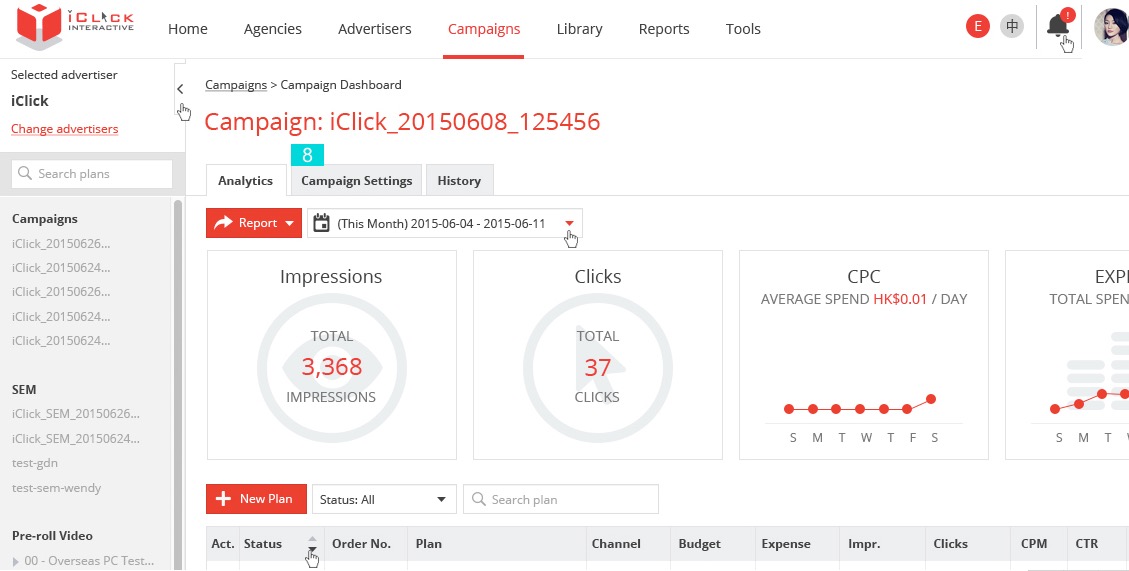 iCLICK
INTERACTIVE
Home
Agencies
Advertisers
Campaigns
Library
Reports
Tools
E
中
!
Selected advertiser
iClick
Change advertisers
Search plans
Campaigns
iClick_20150626...
iClick_20150624...
iClick_20150626...
iClick_20150624...
iClick_20150624...
SEM
iClick_SEM_20150626...
iClick_SEM_20150624...
test-gdn
test-sem-wendy
Pre-roll Video
00 - Overseas PC Test...
Campaigns > Campaign Dashboard
Campaign: iClick_20150608_125456
8
Analytics
Campaign Settings
History
Report
(This Month) 2015-06-04 - 2015-06-11
Impressions
TOTAL
3,368
IMPRESSIONS
Clicks
TOTAL
37
CLICKS
CPC
AVERAGE SPEND HK$0.01 / DAY
S M T W T F S
EXP
TOTAL SPEN
S M T W
New Plan
Status: All
Search plan
Act. Status Order No. Plan Channel Budget Expense Impr. Clicks CPM CTR